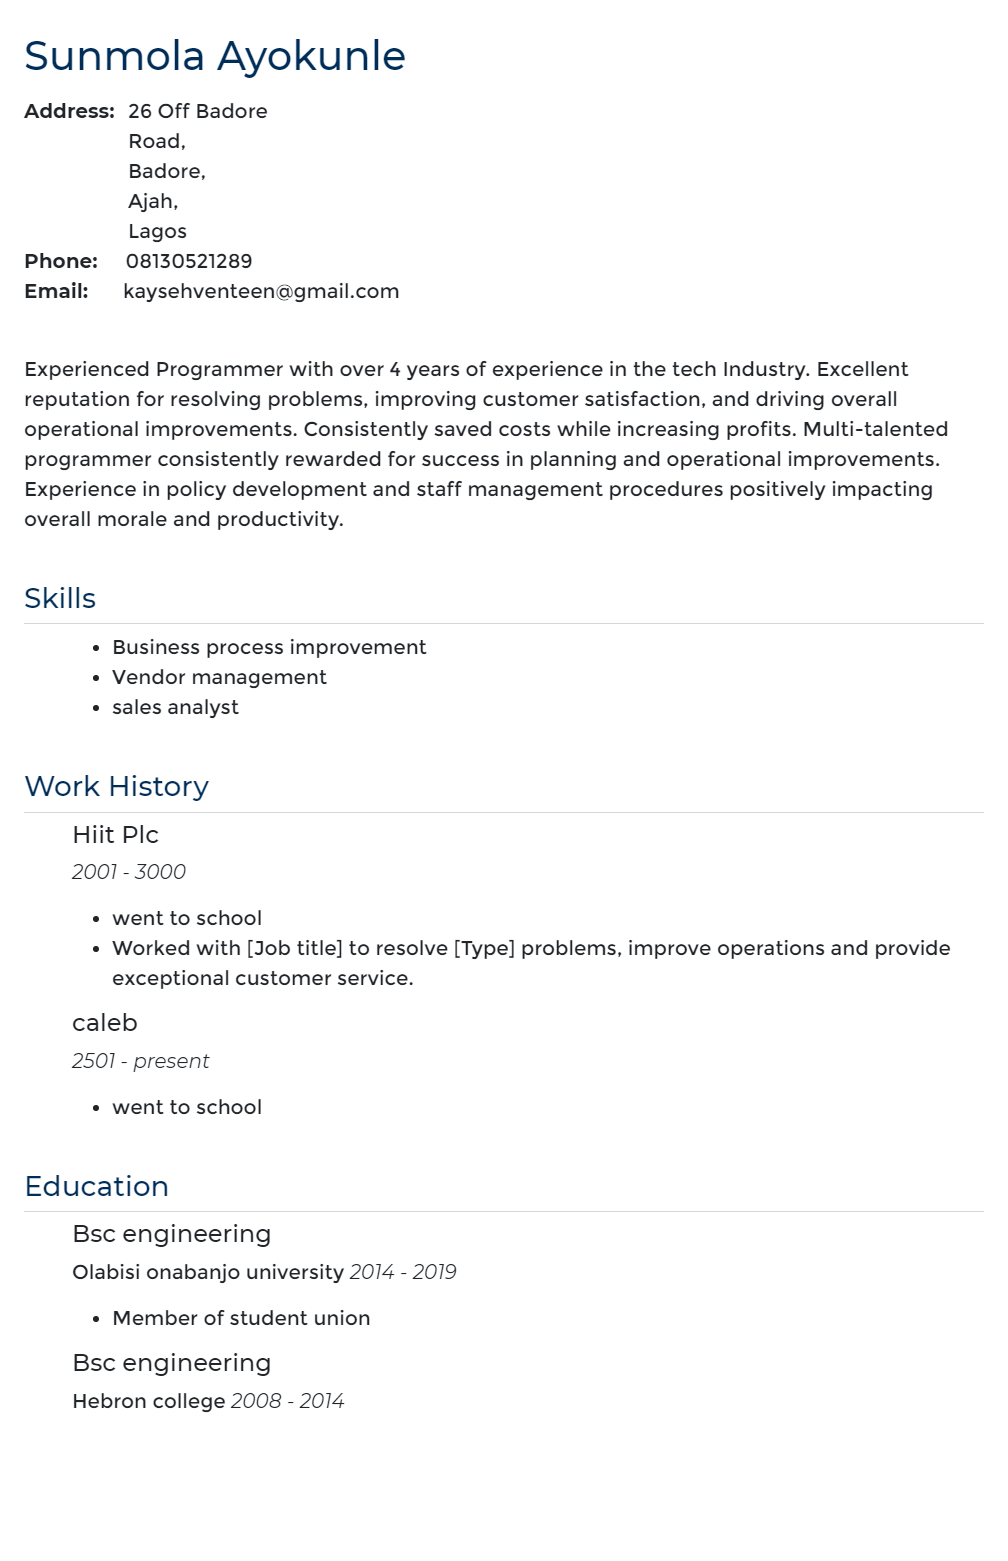 Sunmola Ayokunle
Address: 26 Off Badore
Road,
Badore,
Ajah,
Lagos
Phone: 08130521289
Email: kaysehventeen@gmail.com
Experienced Programmer with over 4 years of experience in the tech Industry. Excellent
reputation for resolving problems, improving customer satisfaction, and driving overall
operational improvements. Consistently saved costs while increasing profits. Multi-talented
programmer consistently rewarded for success in planning and operational improvements.
Experience in policy development and staff management procedures positively impacting
overall morale and productivity.
Skills
• Business process improvement
• Vendor management
• sales analyst
Work History
Hiit Plc
2001 - 3000
• went to school
• Worked with [Job title] to resolve [Type] problems, improve operations and provide
exceptional customer service.
caleb
2501 - present
• went to school
Education
Bsc engineering
Olabisi onabanjo university 2014 - 2019
• Member of student union
Bsc engineering
Hebron college 2008 - 2014